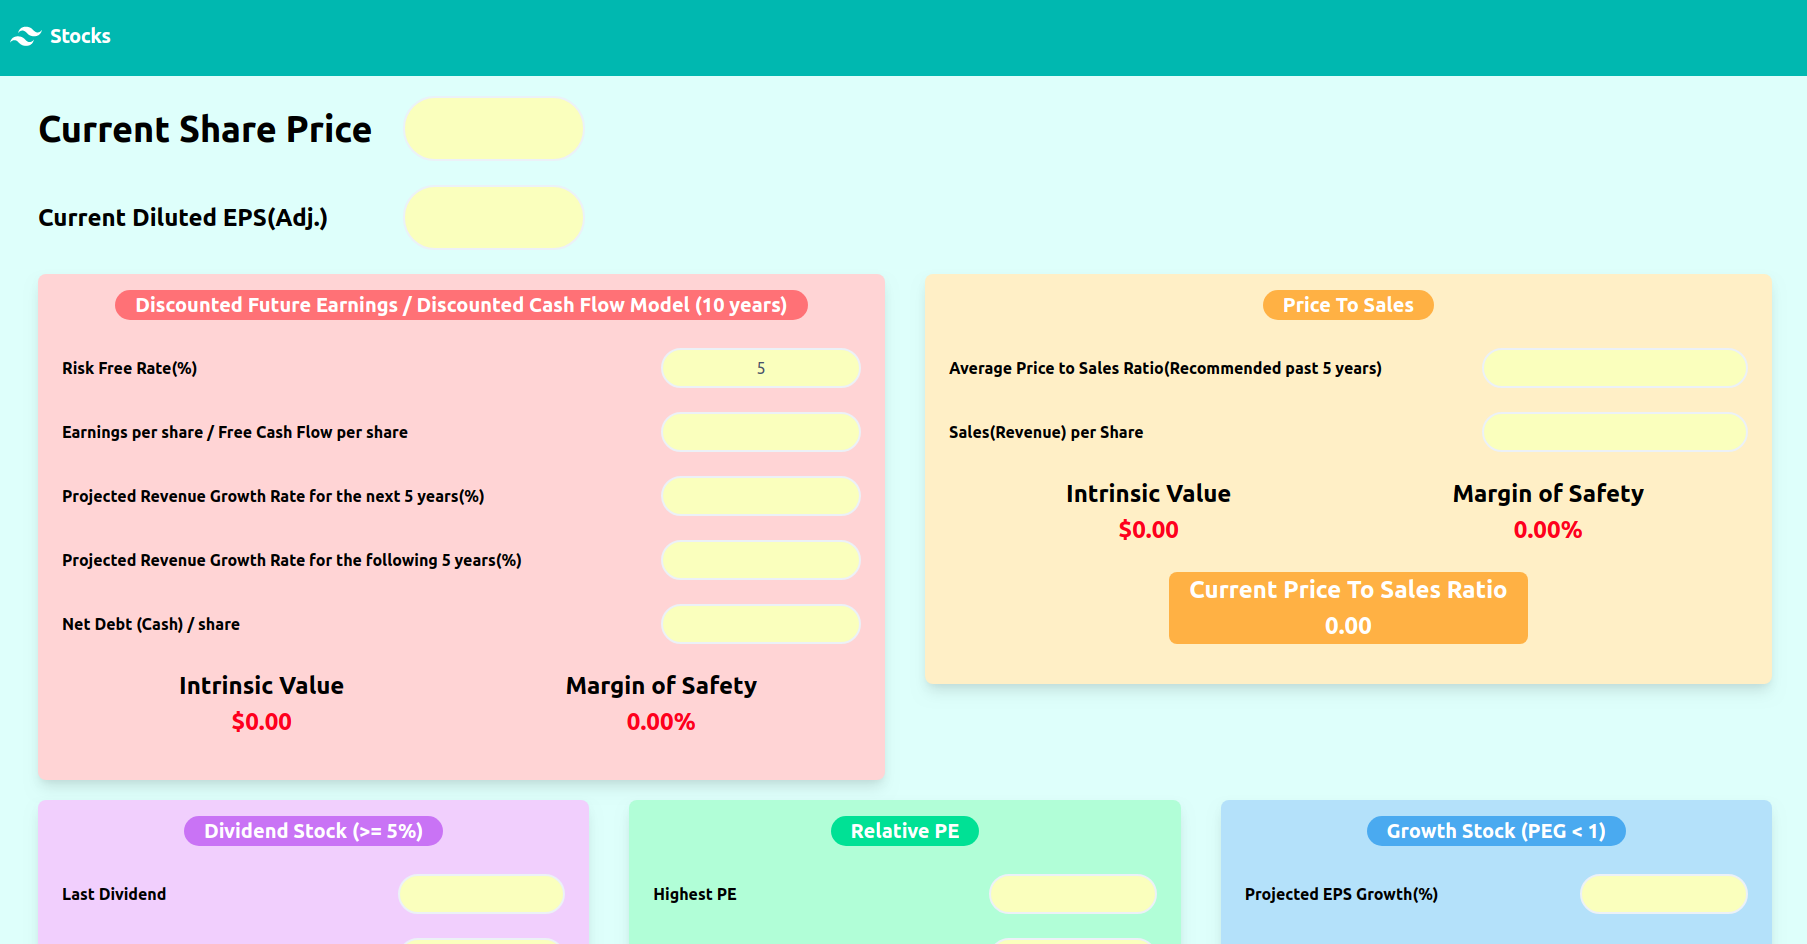 Stocks
Current Share Price
Current Diluted EPS(Adj.)
Discounted Future Earnings / Discounted Cash Flow Model (10 years)
Risk Free Rate(%)
5
Earnings per share / Free Cash Flow per share
Projected Revenue Growth Rate for the next 5 years(%)
Projected Revenue Growth Rate for the following 5 years(%)
Net Debt (Cash) / share
Intrinsic Value
Margin of Safety
$0.00
0.00%
Price To Sales
Average Price to Sales Ratio(Recommended past 5 years)
Sales(Revenue) per Share
Intrinsic Value
Margin of Safety
$0.00
0.00%
Current Price To Sales Ratio
0.00
Dividend Stock (>= 5%)
Last Dividend
Relative PE
Highest PE
Growth Stock (PEG < 1)
Projected EPS Growth(%)